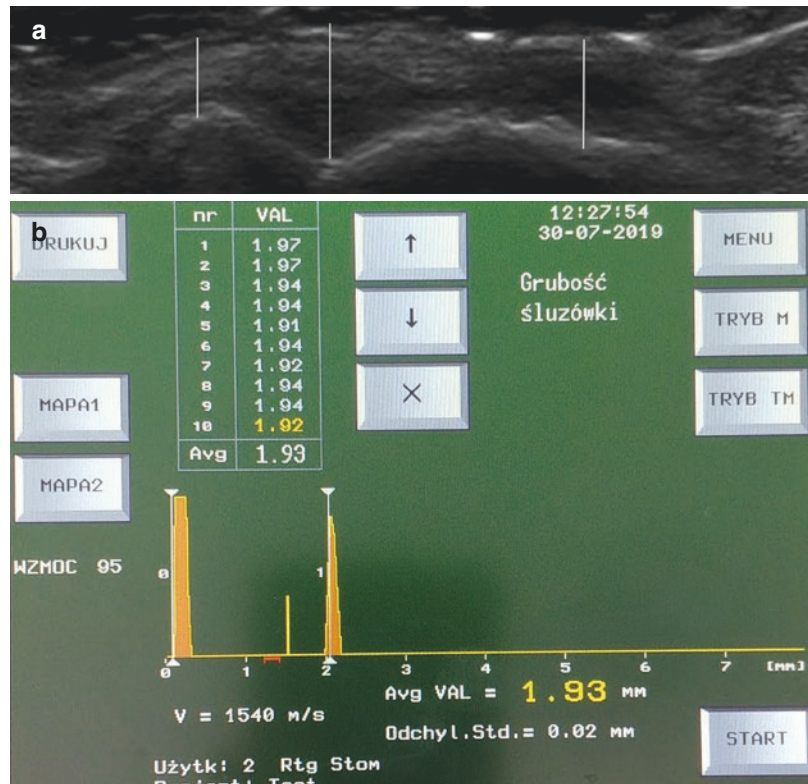 a
b
DRUKUJ
nr VAL
1 1.97
2 1.97
3 1.94
4 1.94
5 1.91
6 1.94
7 1.92
8 1.94
9 1.94
10 1.92
Avg 1.93
↑
↓
×
12:27:54
30-07-2019
Grubość
śluzówki
MENU
TRYB M
TRYB TM
MAPA1
MAPA2
WZMOC 95
0 1
0 1 2 3 4 5 6 7 [mm]
Avg VAL = 1.93 mm
V = 1540 m/s
Odchyl.Std.= 0.02 mm
START
Użytk: 2 Rtg Stom